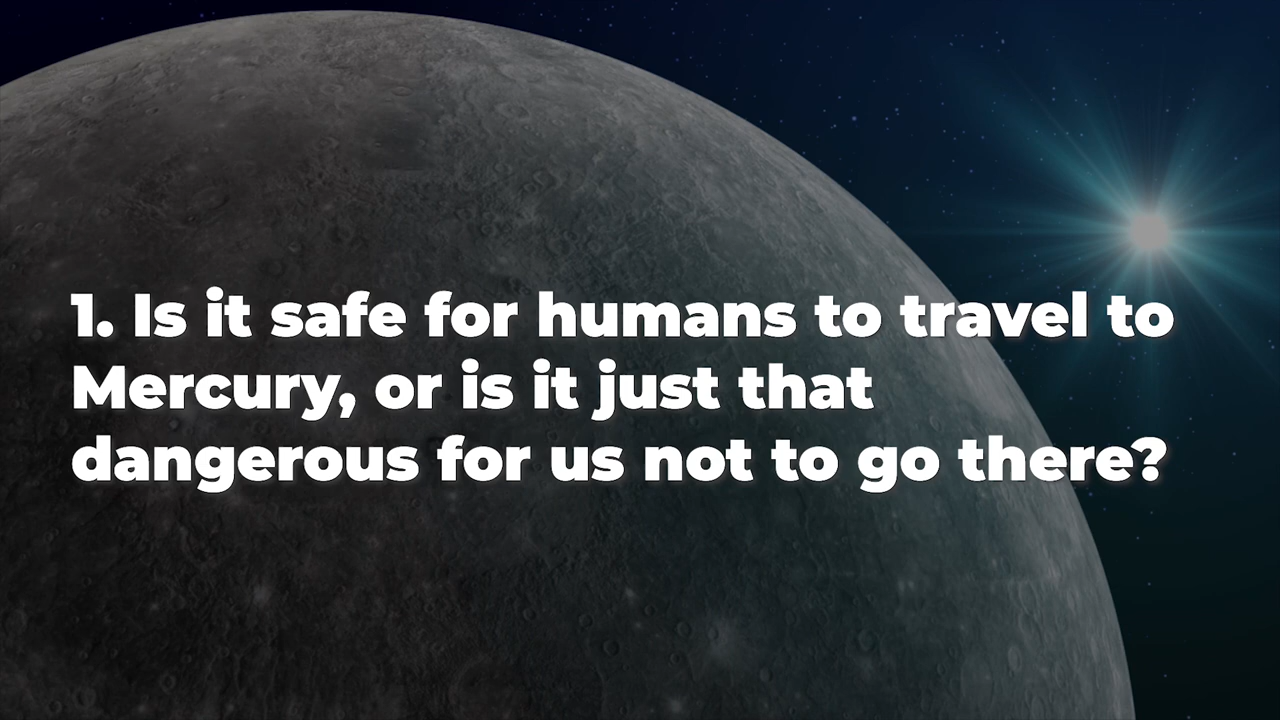 1. Is it safe for humans to travel to
Mercury, or is it just that
dangerous for us not to go there?